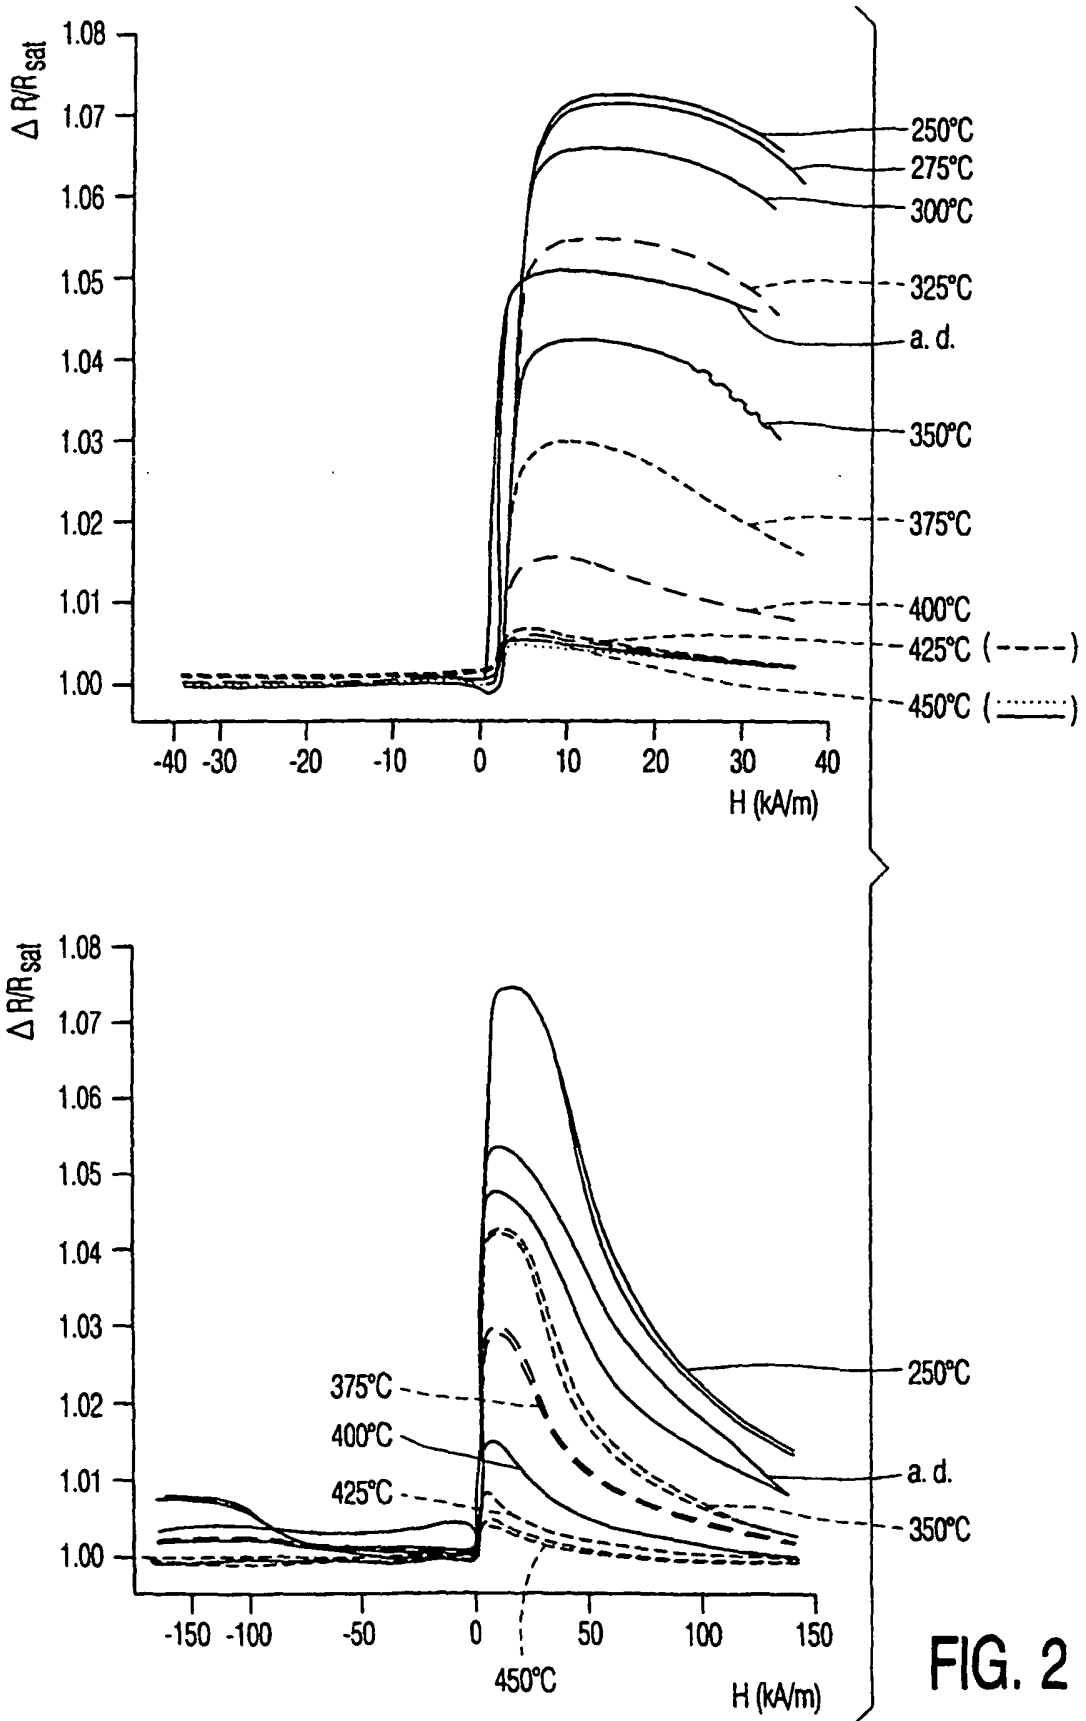 Δ R/Rsat
1.08
1.07
1.06
1.05
1.04
1.03
1.02
1.01
1.00
-40 -30 -20 -10 0 10 20 30 40
H (kA/m)
250°C
275°C
300°C
325°C
a. d.
350°C
375°C
400°C
425°C (-----)
450°C (........)
Δ R/Rsat
1.08
1.07
1.06
1.05
1.04
1.03
1.02
1.01
1.00
375°C
400°C
425°C
250°C
a. d.
350°C
-150 -100 -50 0 50 100 150
450°C
H (kA/m)
FIG. 2